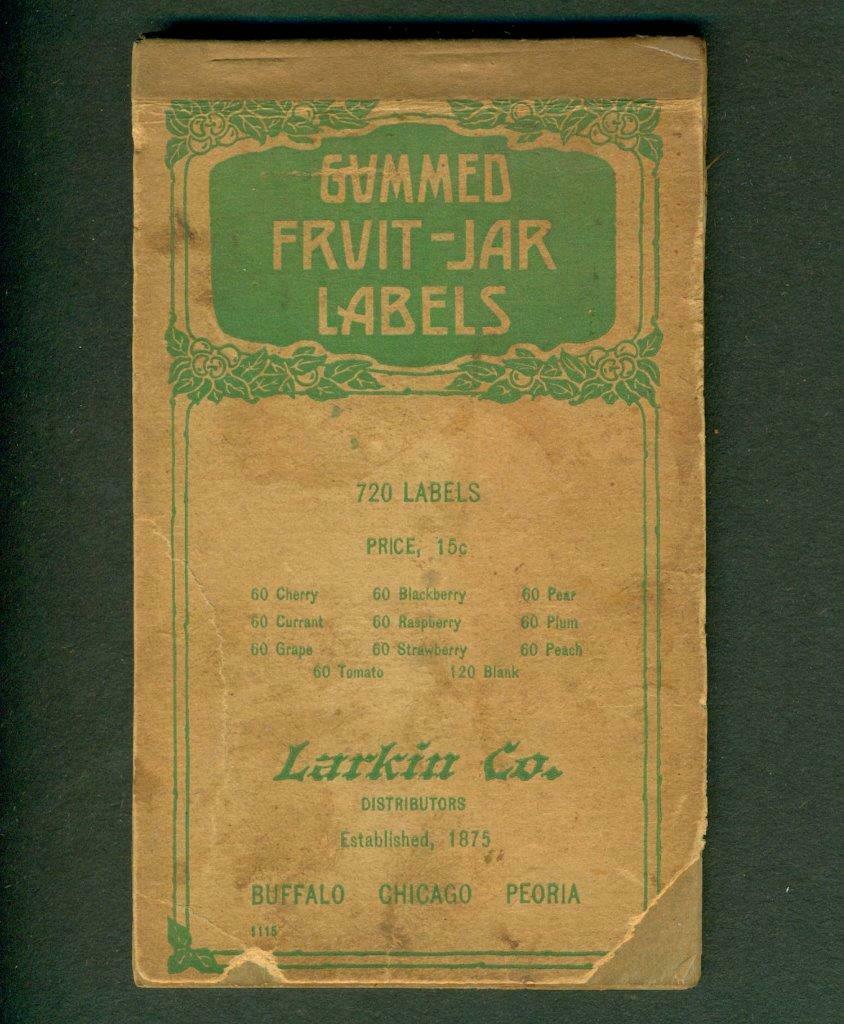 GUMMED
FRUIT-JAR
LABELS
720 LABELS
PRICE, 15c
60 Cherry 60 Blackberry 60 Pear
60 Currant 60 Raspberry 60 Plum
60 Grape 60 Strawberry 60 Peach
60 Tomato 120 Blank
Larkin Co.
DISTRIBUTORS
Established, 1875
BUFFALO CHICAGO PEORIA
1115